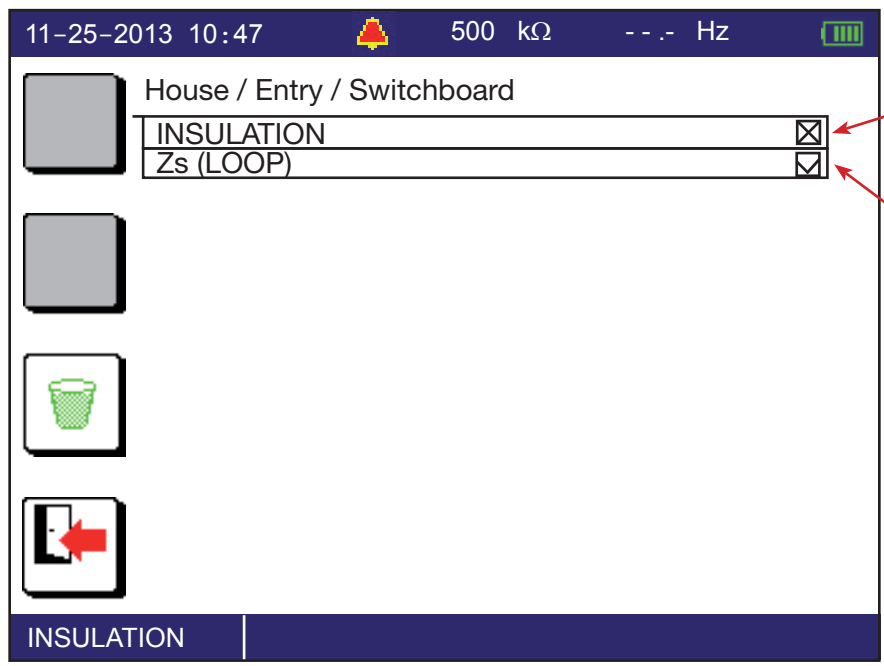 11-25-2013 10:47 500 kΩ - - .- Hz
House / Entry / Switchboard
INSULATION
Zs (LOOP)
INSULATION